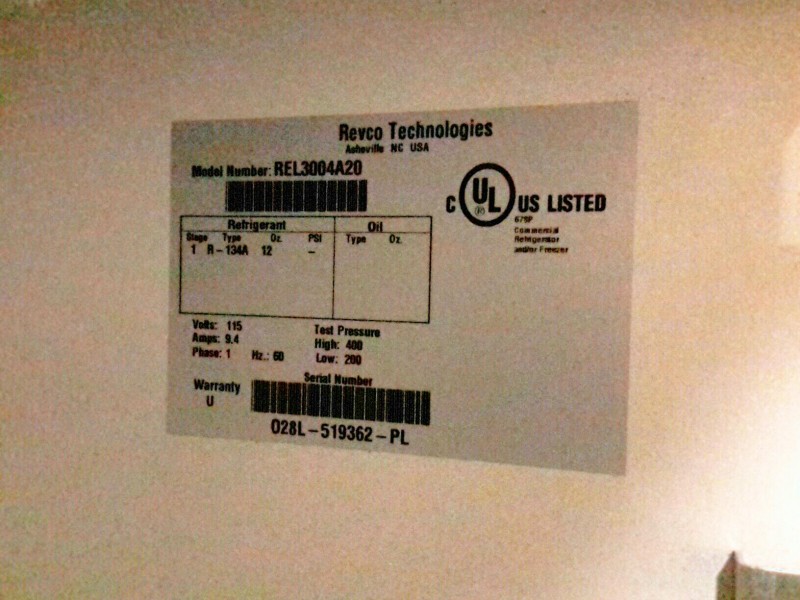 Revco Technologies
Asheville NC USA
Model Number: REL3004A20
C UL ® US LISTED
679P
Commercial
Refrigerator
and/or Freezer
Refrigerant Oil
Stage Type Oz. PSI Type Oz.
1 R-134A 12 –
Volts: 115
Amps: 9.4
Phase: 1 Hz.: 60
Test Pressure
High: 400
Low: 200
Serial Number
Warranty
U
028L-519362-PL